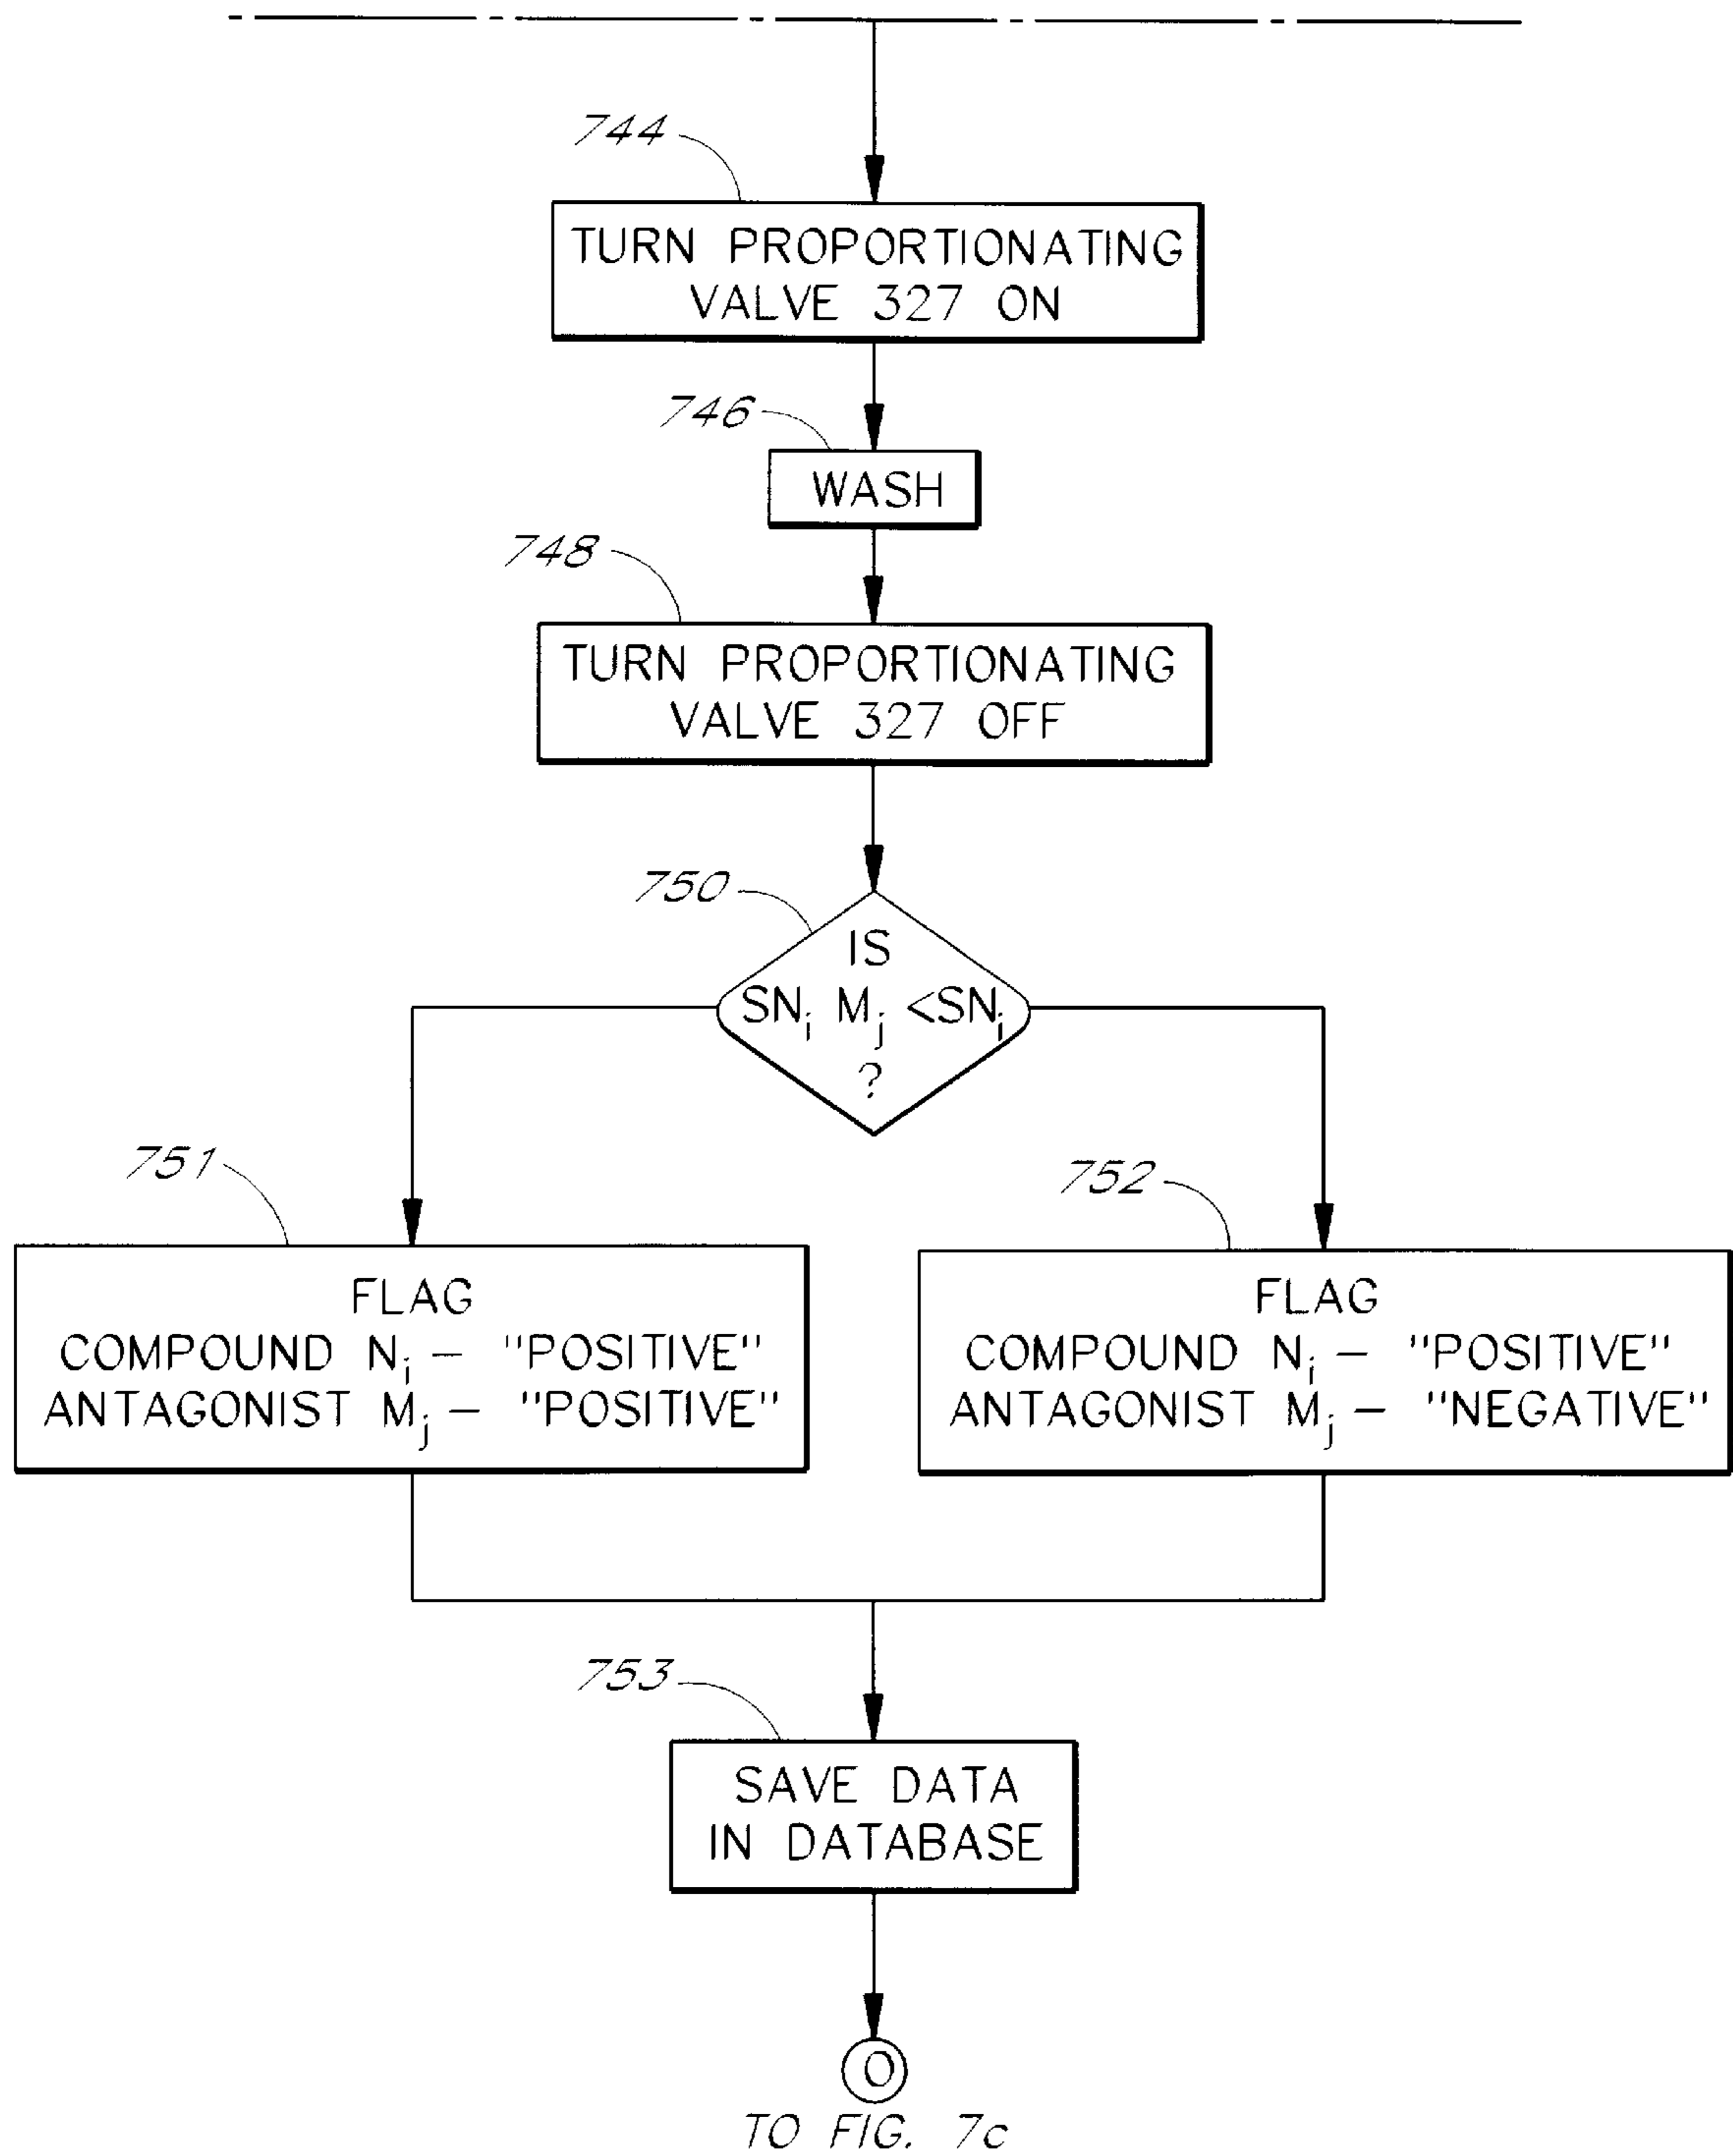 744
TURN PROPORTIONATING
VALVE 327 ON
746
WASH
748
TURN PROPORTIONATING
VALVE 327 OFF
750
IS
SNi Mj <SNi
?
751
FLAG
COMPOUND Ni – "POSITIVE"
ANTAGONIST Mj – "POSITIVE"
752
FLAG
COMPOUND Ni – "POSITIVE"
ANTAGONIST Mj – "NEGATIVE"
753
SAVE DATA
IN DATABASE
O
TO FIG. 7c